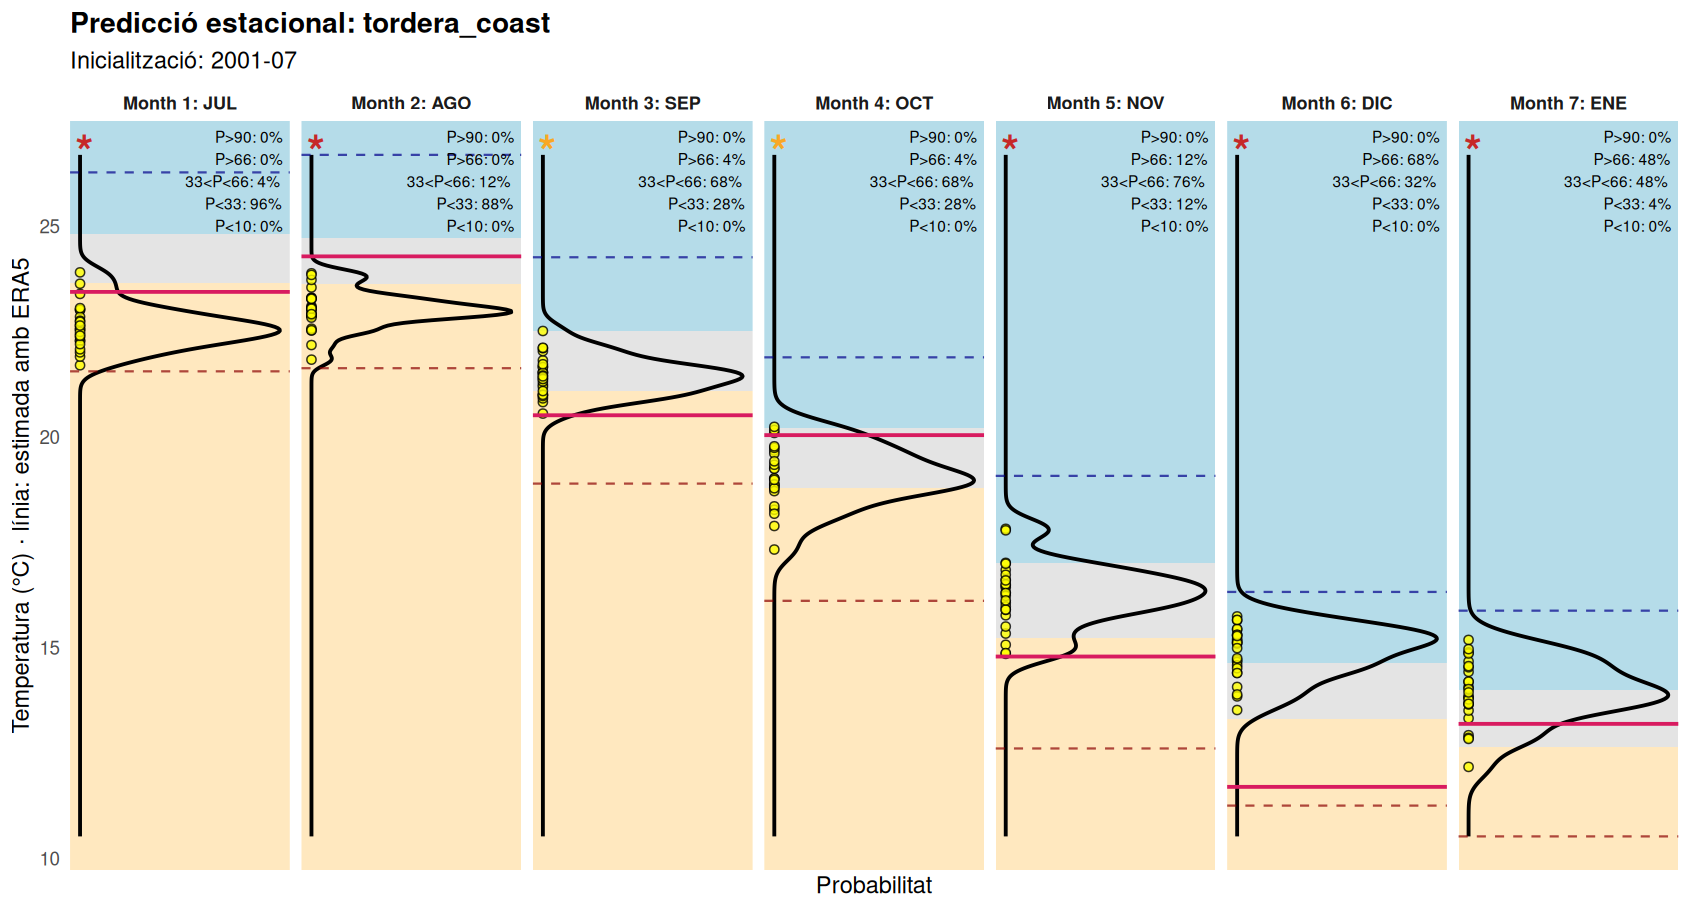 Predicció estacional: tordera_coast
Inicialització: 2001-07
Month 1: JUL
Month 2: AGO
Month 3: SEP
Month 4: OCT
Month 5: NOV
Month 6: DIC
Month 7: ENE
P>90: 0%
P>66: 0%
33<P<66: 4%
P<33: 96%
P<10: 0%
P>90: 0%
P>66: 0%
33<P<66: 12%
P<33: 88%
P<10: 0%
P>90: 0%
P>66: 4%
33<P<66: 68%
P<33: 28%
P<10: 0%
P>90: 0%
P>66: 4%
33<P<66: 68%
P<33: 28%
P<10: 0%
P>90: 0%
P>66: 12%
33<P<66: 76%
P<33: 12%
P<10: 0%
P>90: 0%
P>66: 68%
33<P<66: 32%
P<33: 0%
P<10: 0%
P>90: 0%
P>66: 48%
33<P<66: 48%
P<33: 4%
P<10: 0%
25
20
15
10
Temperatura (°C) · línia: estimada amb ERA5
Probabilitat